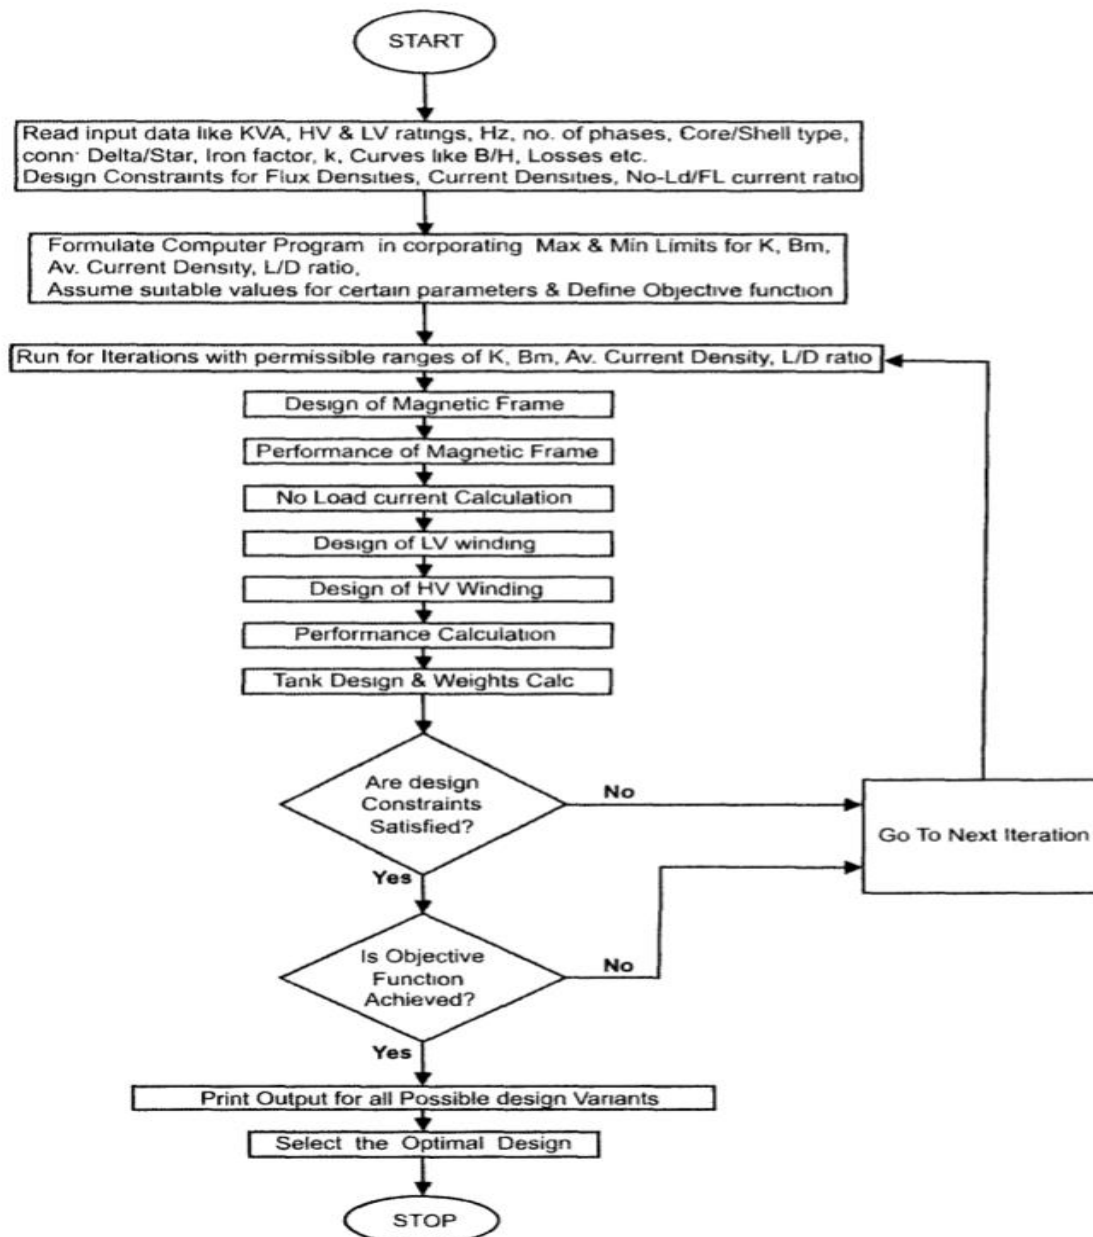 START
Read input data like KVA, HV & LV ratings, Hz, no. of phases, Core/Shell type,
conn: Delta/Star, Iron factor, k, Curves like B/H, Losses etc.
Design Constraints for Flux Densities, Current Densities, No-Ld/FL current ratio
Formulate Computer Program in corporating Max & Min Limits for K, Bm,
Av. Current Density, L/D ratio,
Assume suitable values for certain parameters & Define Objective function
Run for Iterations with permissible ranges of K, Bm, Av. Current Density, L/D ratio
Design of Magnetic Frame
Performance of Magnetic Frame
No Load current Calculation
Design of LV winding
Design of HV Winding
Performance Calculation
Tank Design & Weights Calc
Are design
Constraints
Satisfied?
No
Go To Next Iteration
Yes
Is Objective
Function
Achieved?
No
Yes
Print Output for all Possible design Variants
Select the Optimal Design
STOP